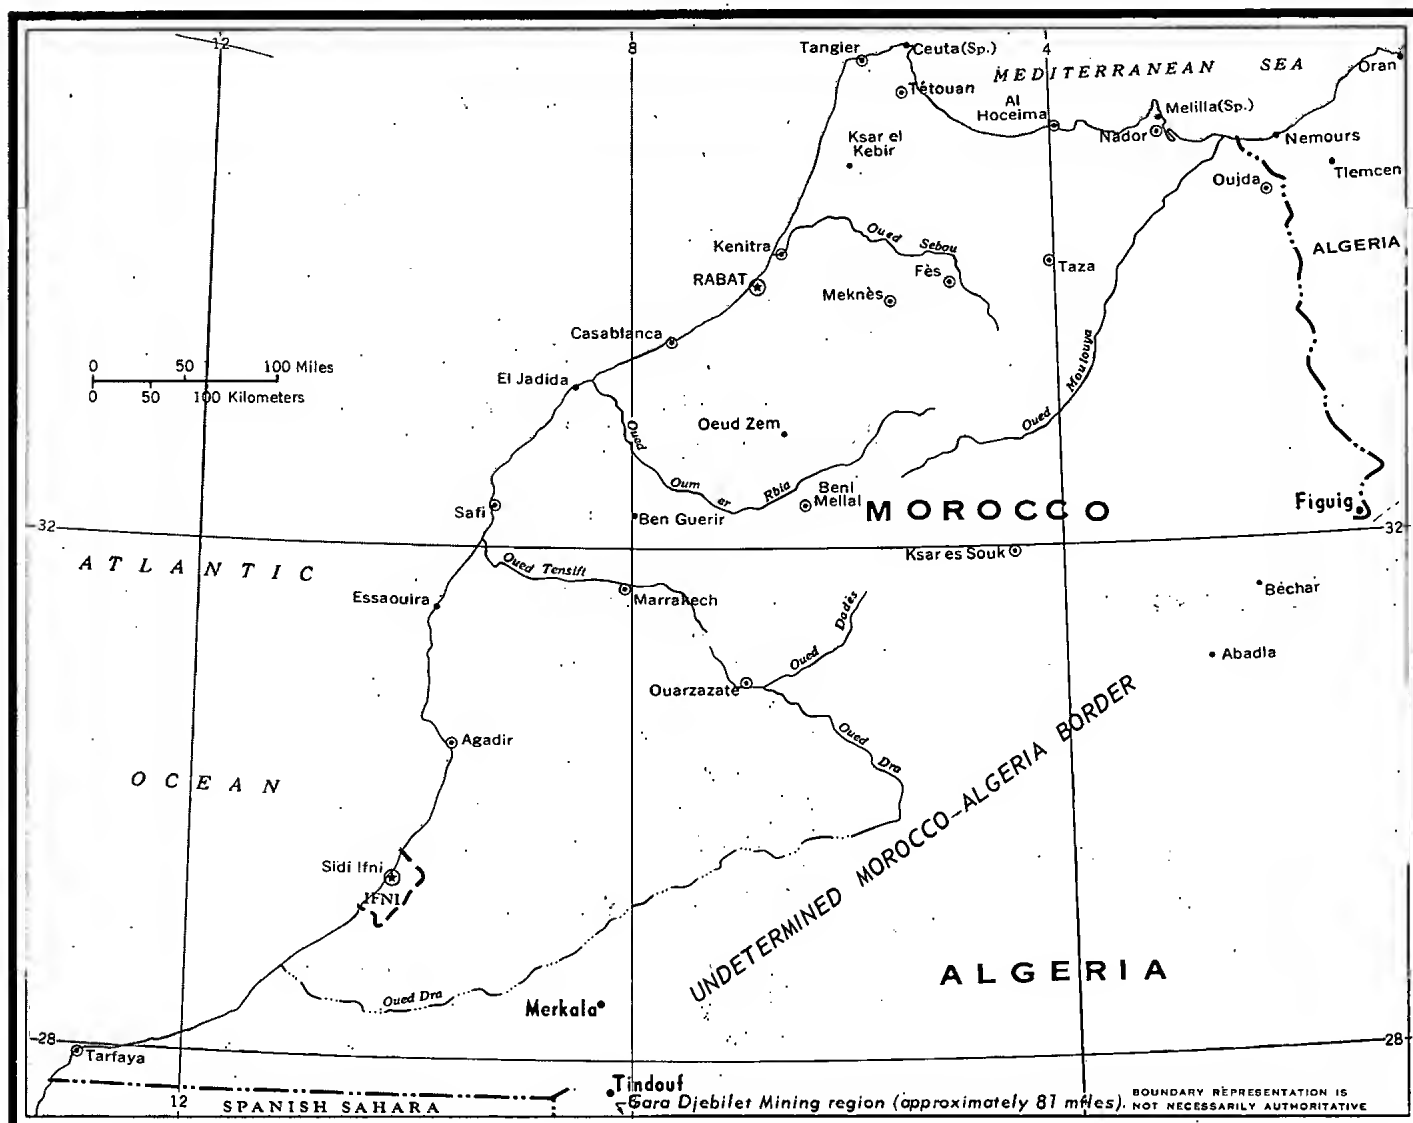 12
8
4
Tangier
Ceuta(Sp.)
MEDITERRANEAN SEA
Oran
Tétouan
Al
Hoceima
Melilla(Sp.)
Nador
Nemours
Ksar el
Kebir
Tlemcen
Oujda
Kenitra
Oued Sebou
ALGERIA
RABAT
Fès
Taza
Meknès
Casablanca
0 50 100 Miles
0 50 100 Kilometers
El Jadida
Oued Moulouya
Oeud Zem
Oued Oum ar Rbia
Beni
Mellal
MOROCCO
Figuig
Safi
Ben Guerir
32
32
Ksar es Souk
ATLANTIC
Oued Tensift
Essaouira
Marrakech
Oued Dadès
Béchar
Abadla
Ouarzazate
UNDETERMINED MOROCCO-ALGERIA BORDER
Agadir
Oued Dra
OCEAN
Sidi Ifni
IFNI
ALGERIA
Oued Dra
Merkala
28
28
Tarfaya
Tindouf
12
8
4
SPANISH SAHARA
Gara Djebilet Mining region (approximately 81 miles).
BOUNDARY REPRESENTATION IS
NOT NECESSARILY AUTHORITATIVE